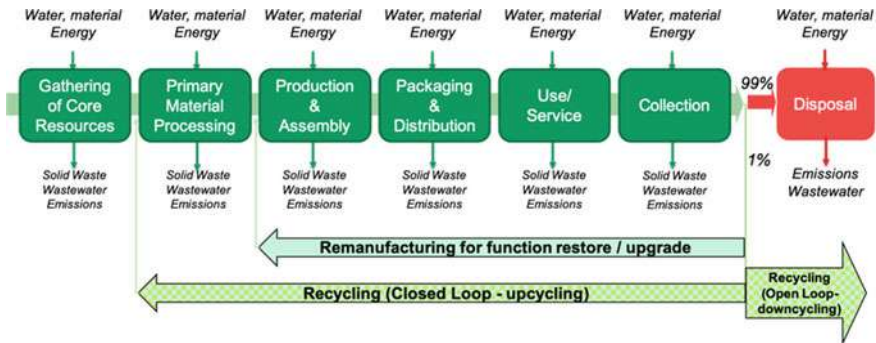 Water, material
Energy
Water, material
Energy
Water, material
Energy
Water, material
Energy
Water, material
Energy
Water, material
Energy
Water, material
Energy
Gathering
of Core
Resources
Primary
Material
Processing
Production
&
Assembly
Packaging
&
Distribution
Use/
Service
Collection
99%
Disposal
1%
Solid Waste
Wastewater
Emissions
Solid Waste
Wastewater
Emissions
Solid Waste
Wastewater
Emissions
Solid Waste
Wastewater
Emissions
Solid Waste
Wastewater
Emissions
Solid Waste
Wastewater
Emissions
Emissions
Wastewater
Remanufacturing for function restore / upgrade
Recycling (Closed Loop - upcycling)
Recycling
(Open Loop-
downcycling)